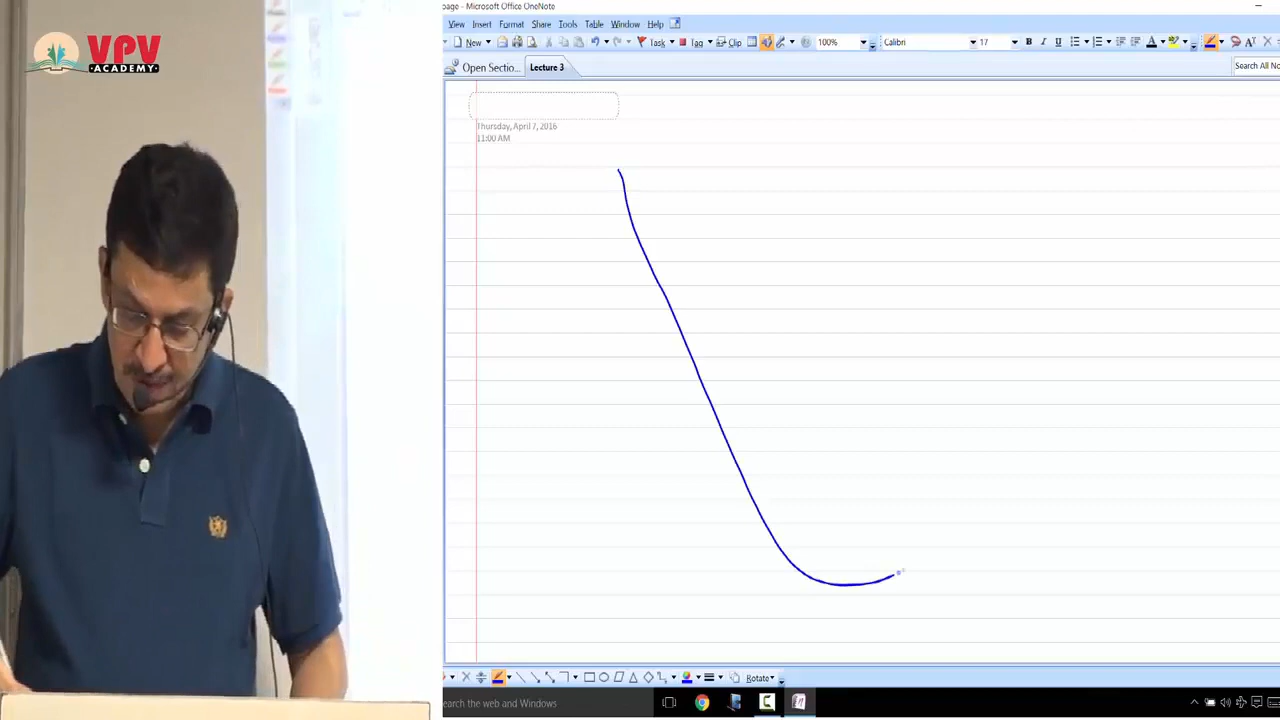 VPV
·ACADEMY·
page - Microsoft Office OneNote
View Insert Format Share Tools Table Window Help
New Task Tag Clip 100% Calibri 17 B I U A
Open Sectio... Lecture 3 Search All No
Thursday, April 7, 2016
11:00 AM
Rotate
earch the web and Windows